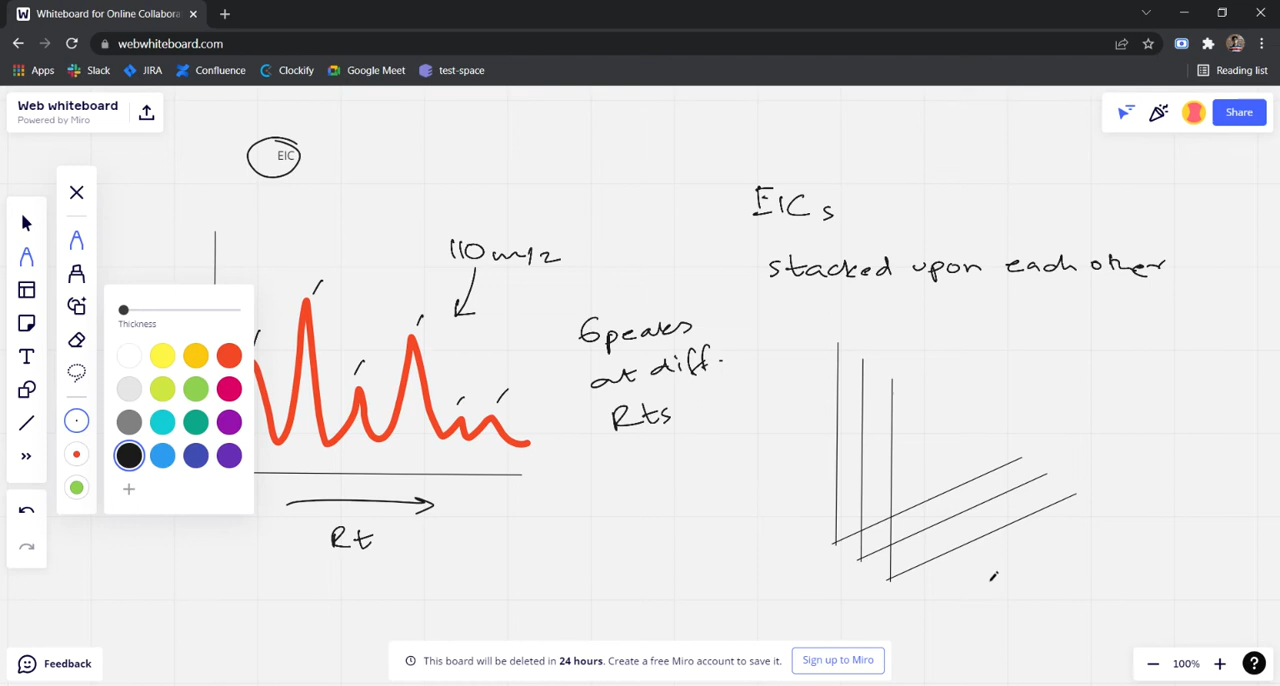 Whiteboard for Online Collabora
webwhiteboard.com
Apps Slack JIRA Confluence Clockify Google Meet test-space Reading list
Web whiteboard
Powered by Miro
Share
EIC
EICs
stacked upon each other
110 m/z
6 peaks
at diff.
Rts
Thickness
Rt
Feedback
This board will be deleted in 24 hours. Create a free Miro account to save it.
Sign up to Miro
100%